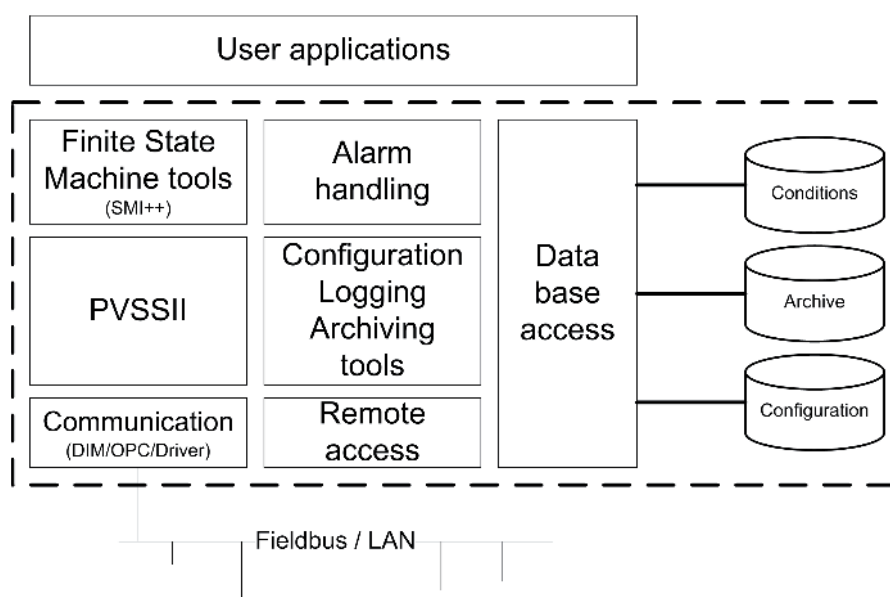 User applications
Finite State
Machine tools
(SMI++)
Alarm
handling
PVSSII
Configuration
Logging
Archiving
tools
Communication
(DIM/OPC/Driver)
Remote
access
Data
base
access
Conditions
Archive
Configuration
Fieldbus / LAN